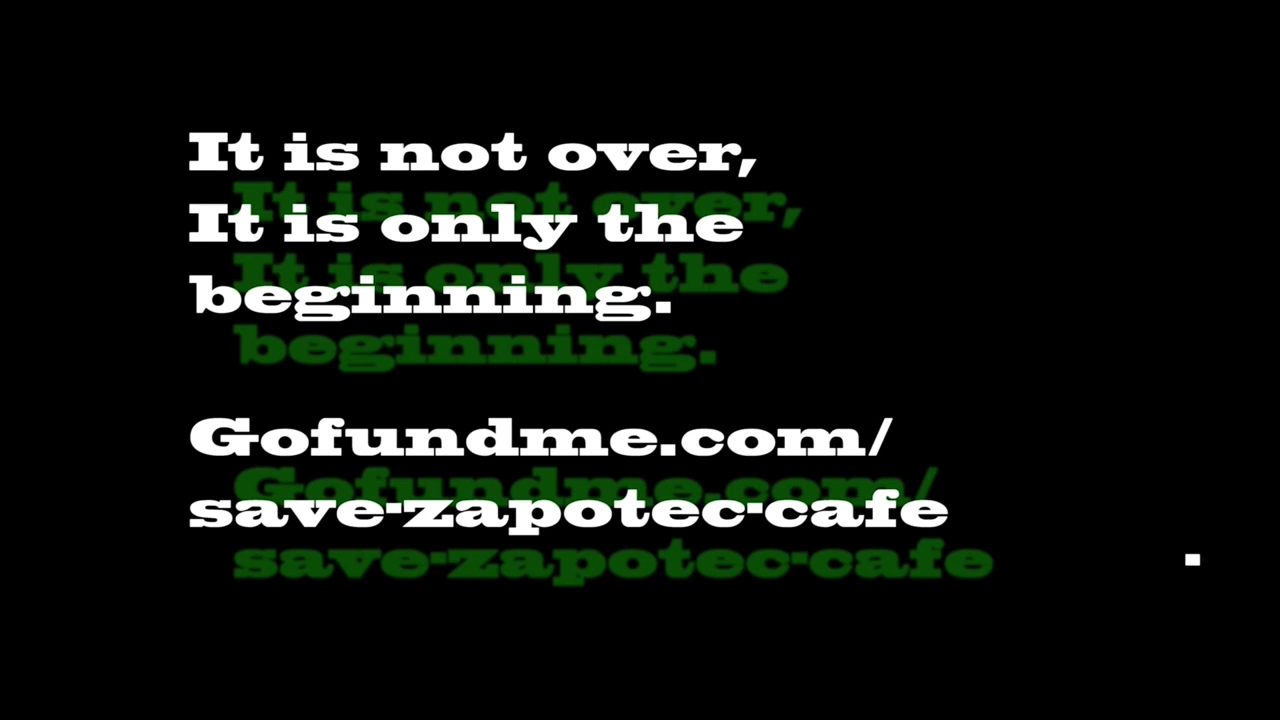 It is not over,
It is only the
beginning.
Gofundme.com/
save-zapotec-cafe
.